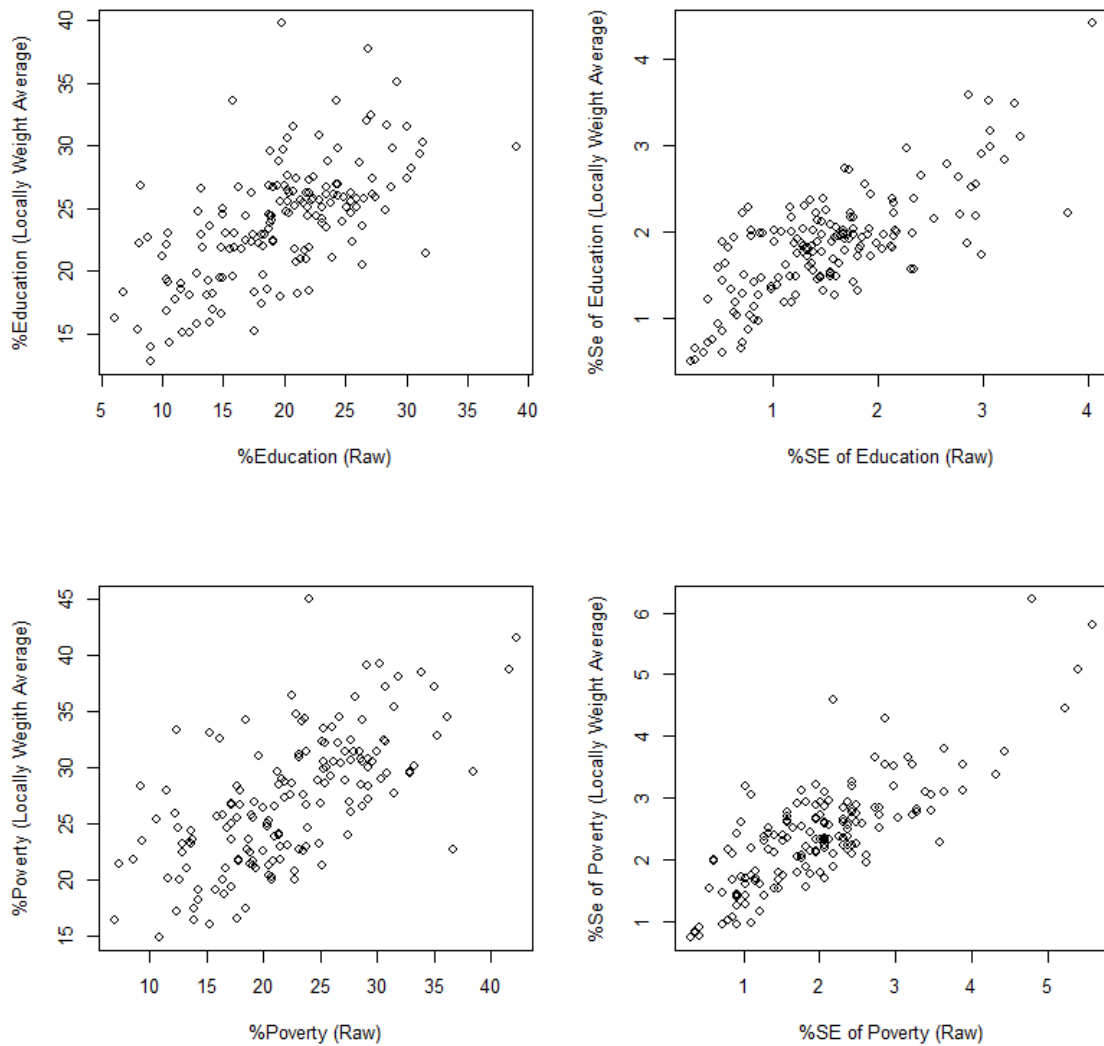 %Education (Locally Weight Average)
40
35
30
25
20
15
5 10 15 20 25 30 35 40
%Education (Raw)
%Se of Education (Locally Weight Average)
4
3
2
1
1 2 3 4
%SE of Education (Raw)
%Poverty (Locally Wegith Average)
45
40
35
30
25
20
15
10 15 20 25 30 35 40
%Poverty (Raw)
%Se of Poverty (Locally Weight Average)
6
5
4
3
2
1
1 2 3 4 5
%SE of Poverty (Raw)